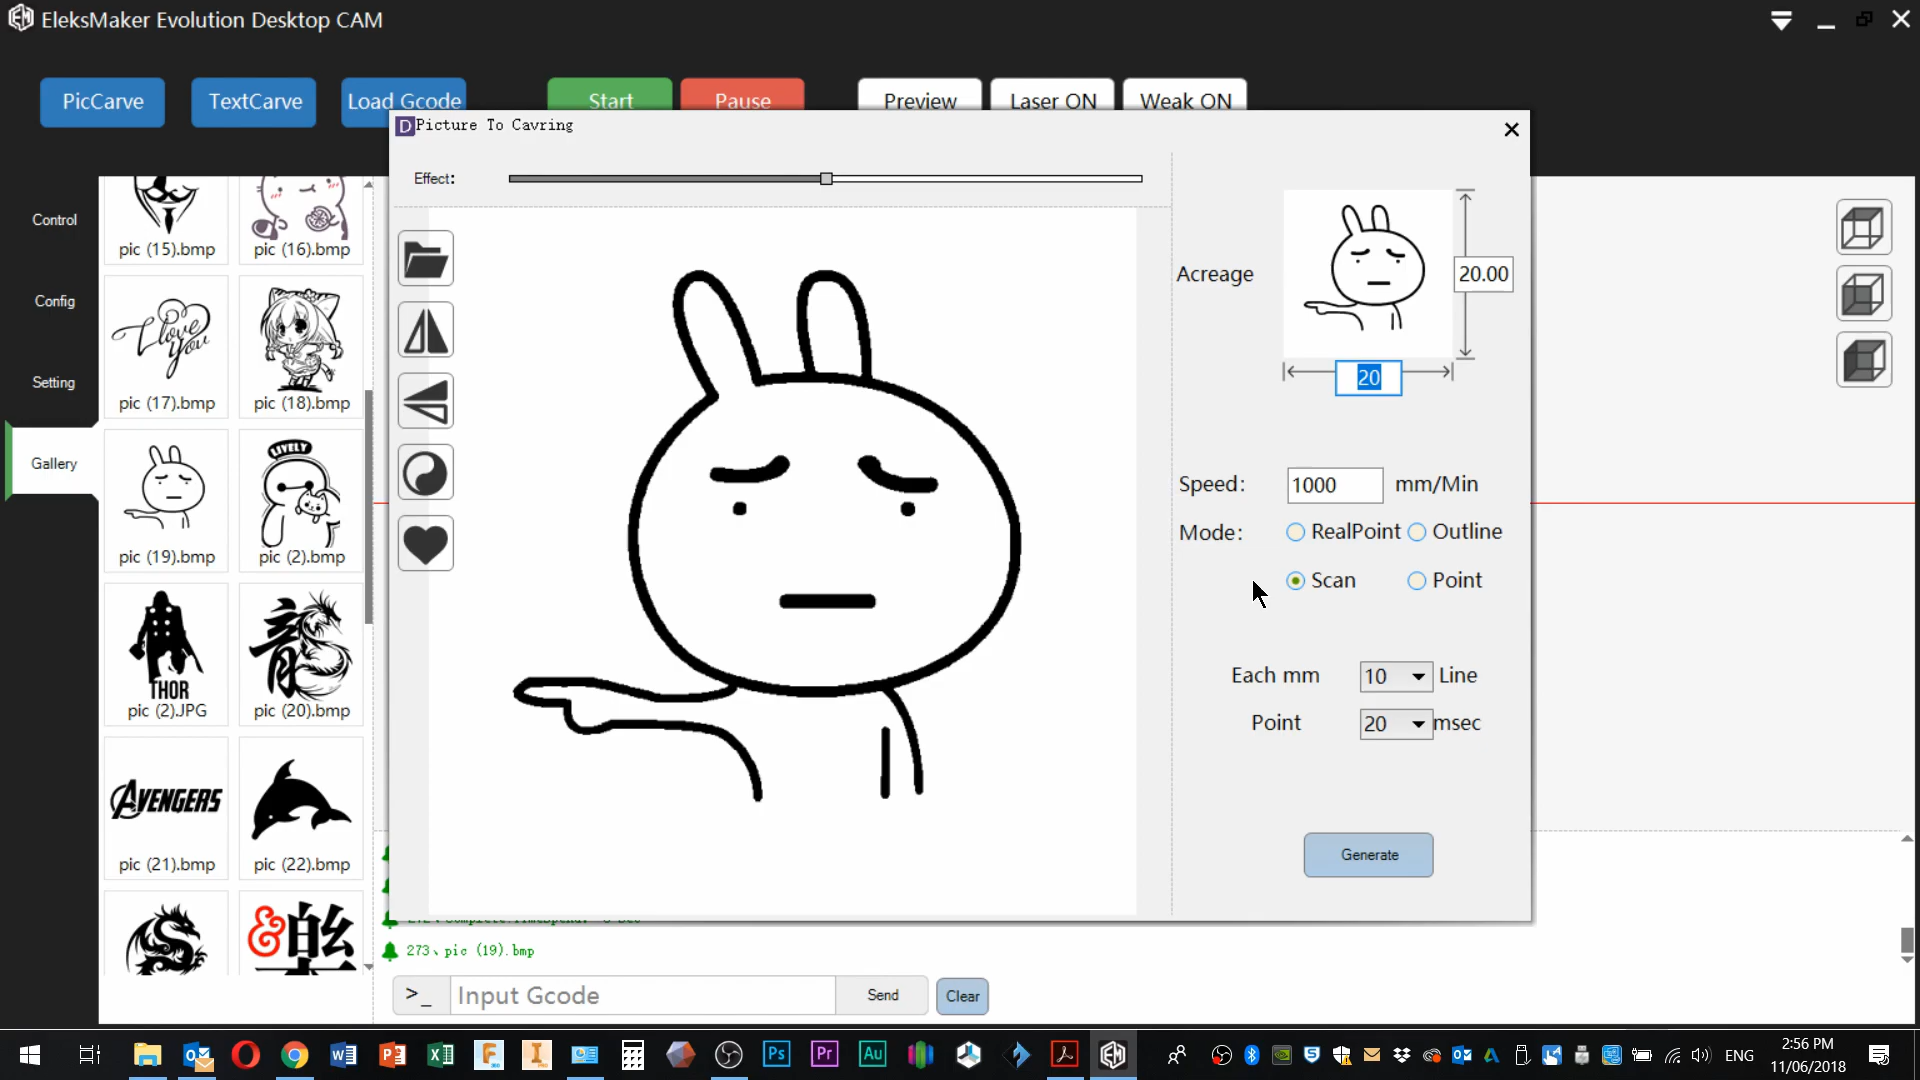 EleksMaker Evolution Desktop CAM
PicCarve
TextCarve
Load Gcode
Start
Pause
Preview
Laser ON
Weak ON
Picture To Cavring
Effect:
Control
Config
Setting
Gallery
pic (15).bmp
pic (16).bmp
I love you
pic (17).bmp
pic (18).bmp
LIVELY
pic (19).bmp
pic (2).bmp
THOR
pic (2).JPG
pic (20).bmp
AVENGERS
pic (21).bmp
pic (22).bmp
Acreage
20.00
20
Speed:
1000
mm/Min
Mode:
RealPoint
Outline
Scan
Point
Each mm
10
Line
Point
20
msec
Generate
273、pic (19).bmp
>_
Input Gcode
Send
Clear
ENG
2:56 PM
11/06/2018